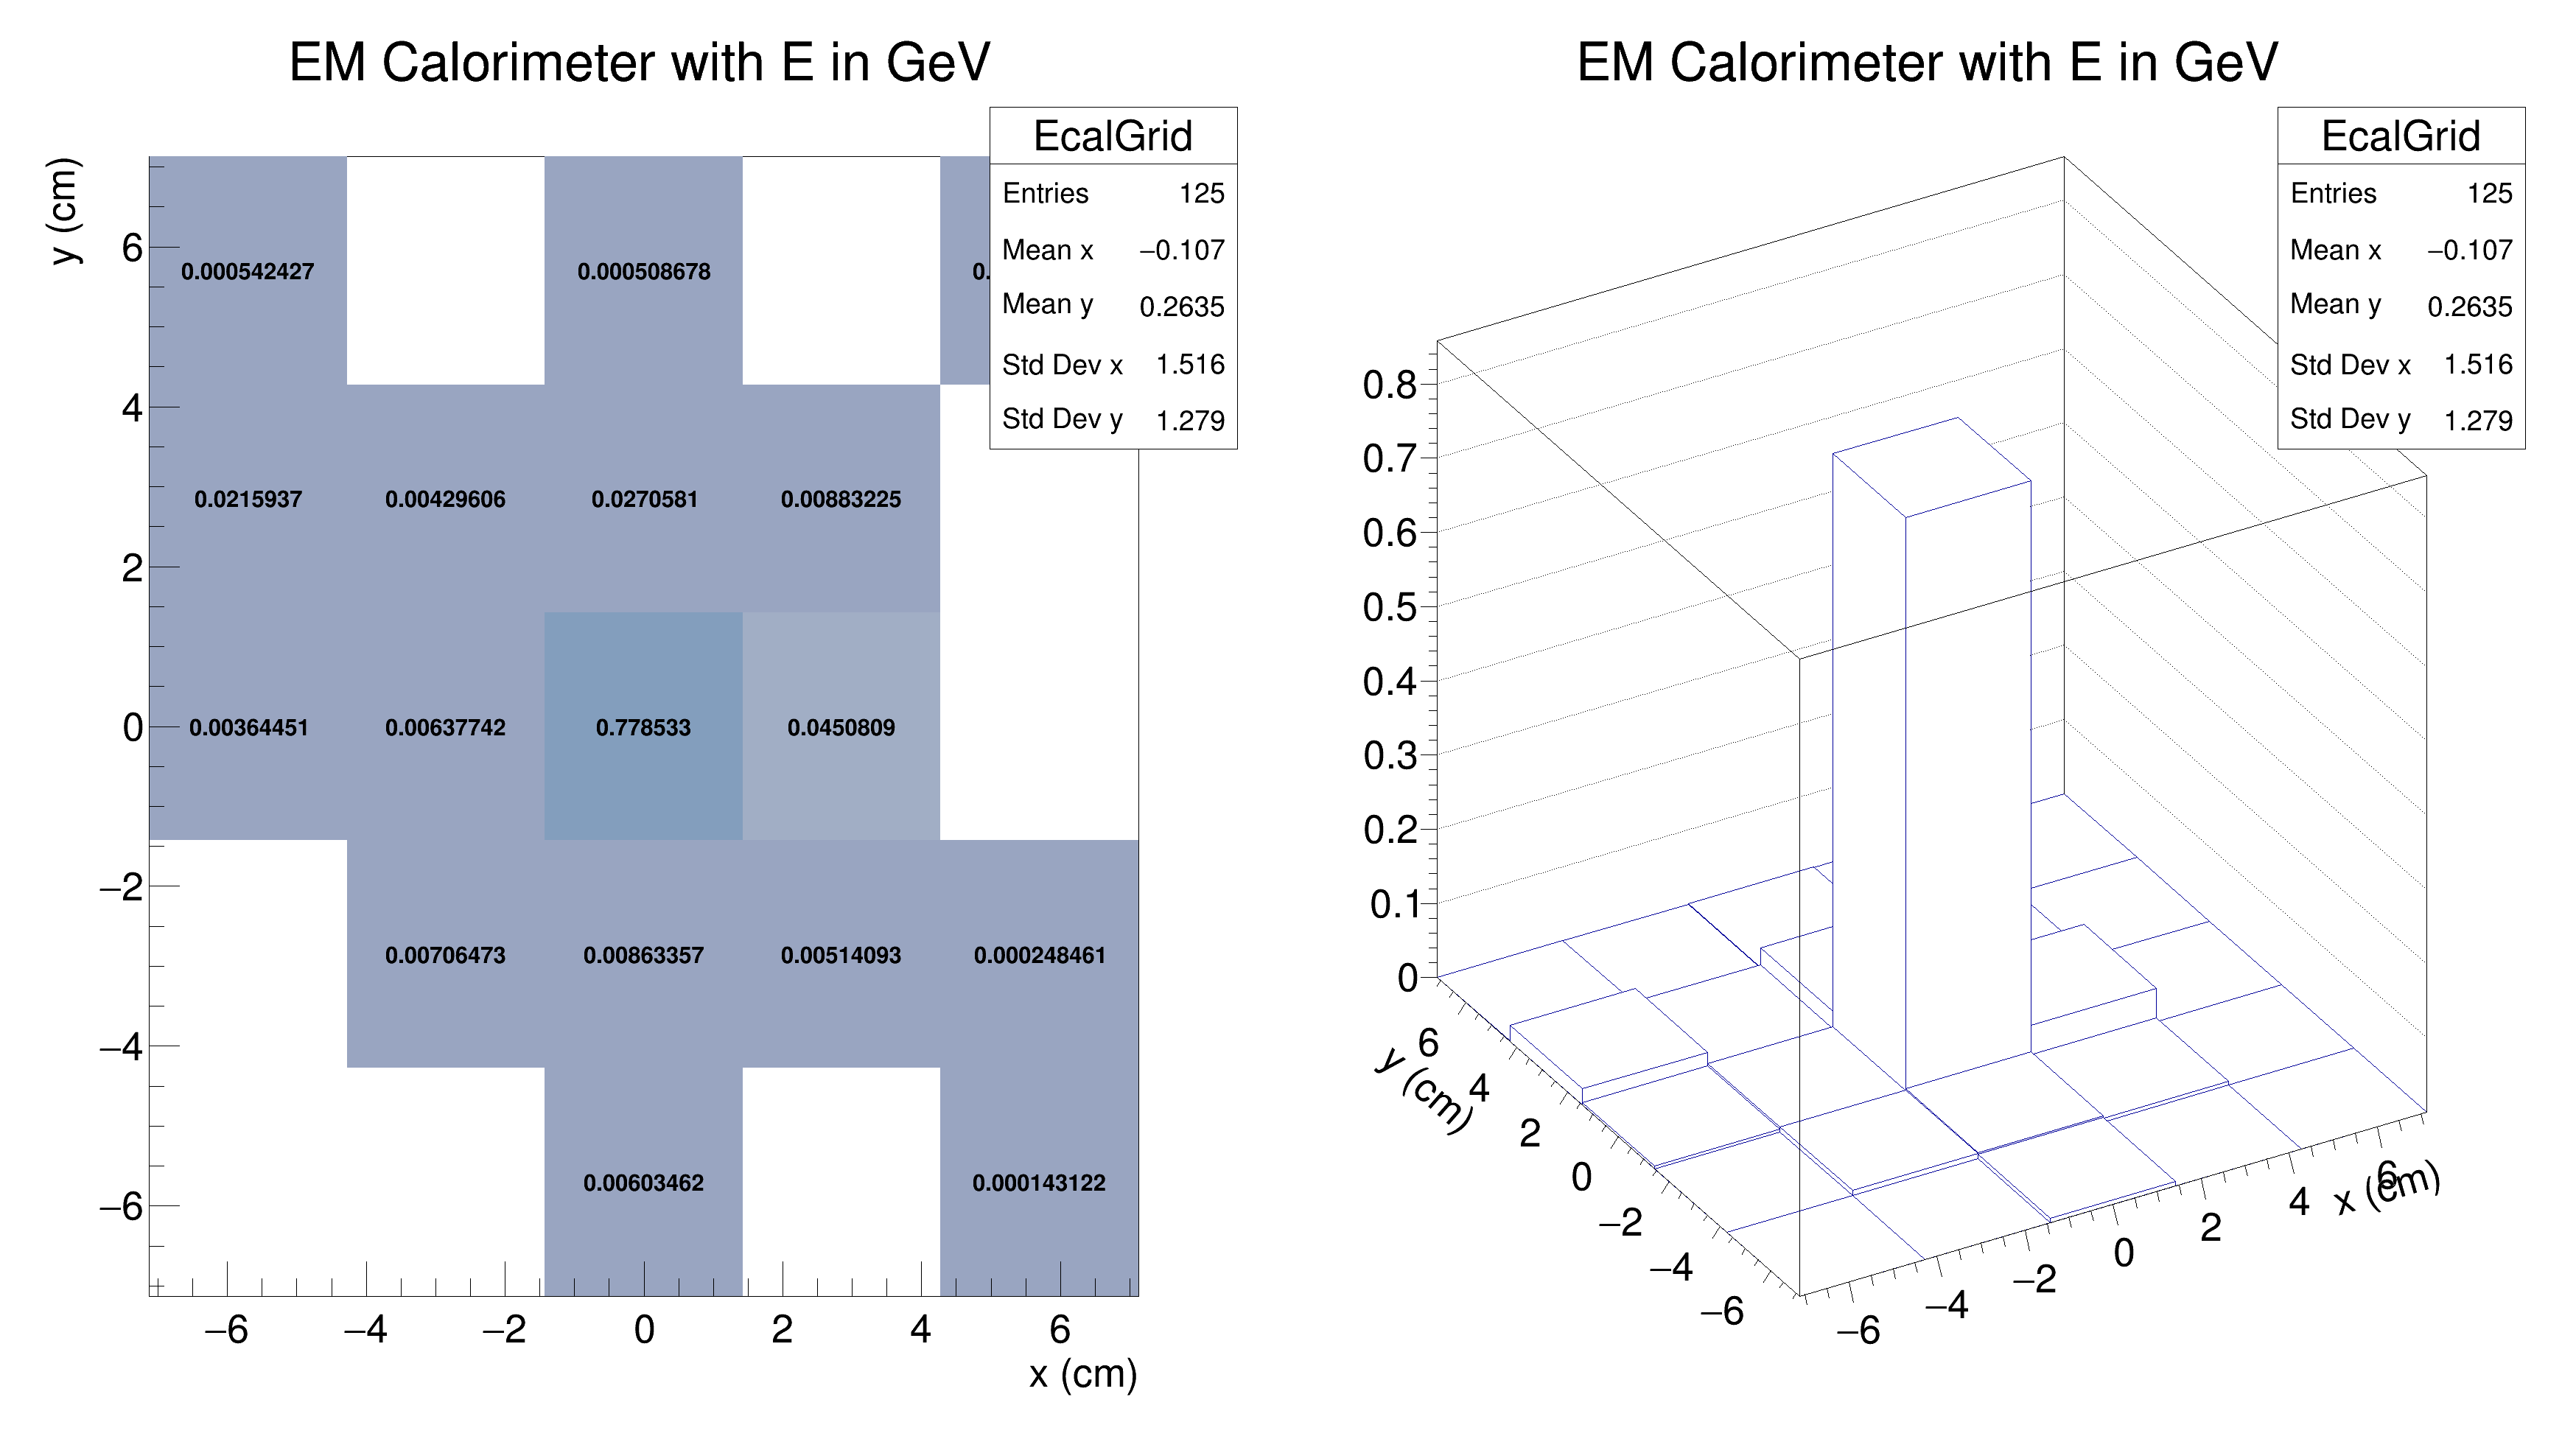 EM Calorimeter with E in GeV
EcalGrid
Entries 125
Mean x −0.107
Mean y 0.2635
Std Dev x 1.516
Std Dev y 1.279
y (cm)
6
4
2
0
−2
−4
−6
0.000542427 0.000508678 0.
0.0215937 0.00429606 0.0270581 0.00883225
0.00364451 0.00637742 0.778533 0.0450809
0.00706473 0.00863357 0.00514093 0.000248461
0.00603462 0.000143122
−6 −4 −2 0 2 4 6
x (cm)
EM Calorimeter with E in GeV
EcalGrid
Entries 125
Mean x −0.107
Mean y 0.2635
Std Dev x 1.516
Std Dev y 1.279
0.8
0.7
0.6
0.5
0.4
0.3
0.2
0.1
0
6
4
2
0
−2
−4
−6
y (cm)
−6
−4
−2
0
2
4
6
x (cm)